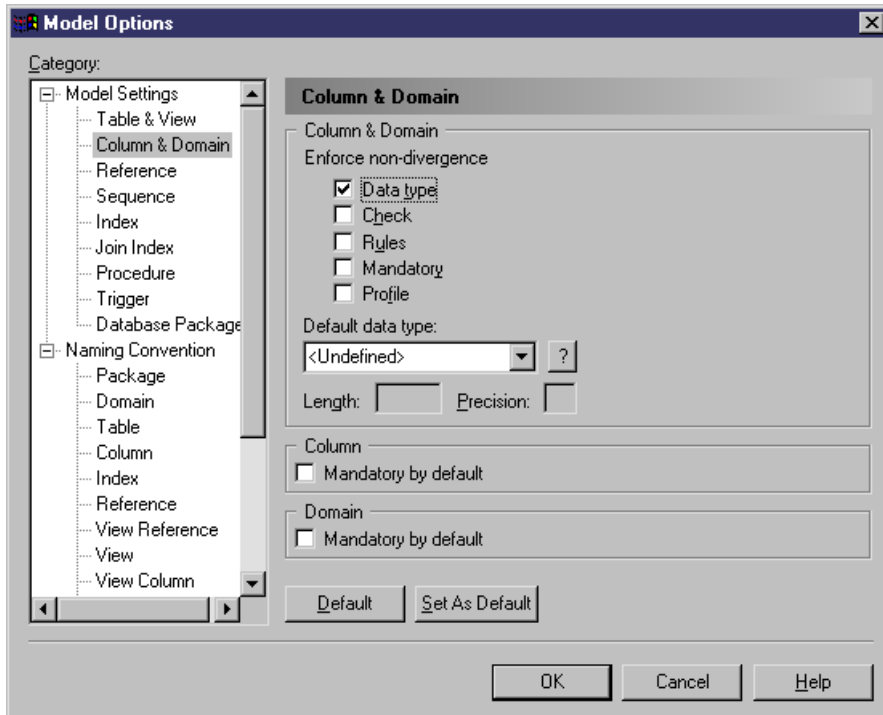 Model Options
Category:
Model Settings
Table & View
Column & Domain
Reference
Sequence
Index
Join Index
Procedure
Trigger
Database Package
Naming Convention
Package
Domain
Table
Column
Index
Reference
View Reference
View
View Column
Column & Domain
Column & Domain
Enforce non-divergence
Data type
Check
Rules
Mandatory
Profile
Default data type:
<Undefined>
?
Length: Precision:
Column
Mandatory by default
Domain
Mandatory by default
Default Set As Default
OK Cancel Help